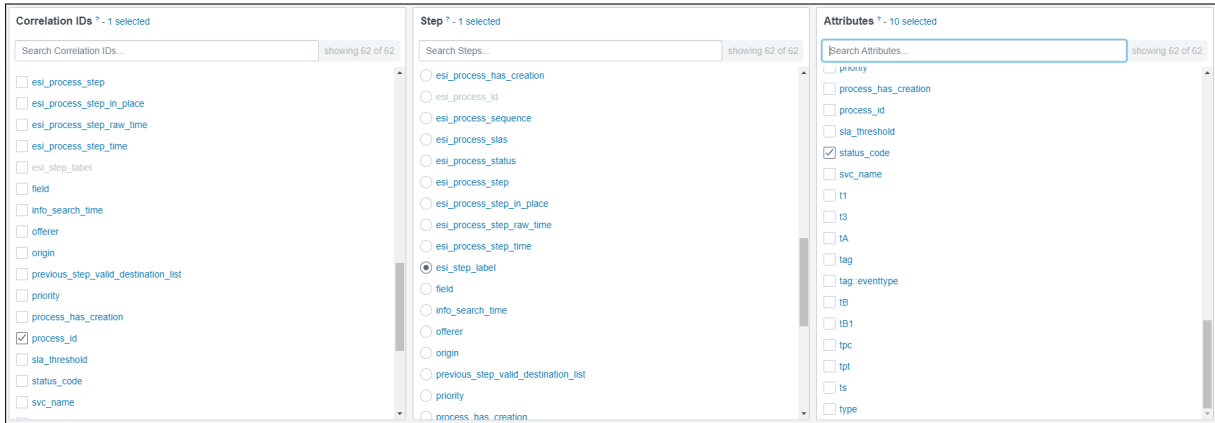 Correlation IDs ? - 1 selected
Search Correlation IDs...
showing 62 of 62
esi_process_step
esi_process_step_in_place
esi_process_step_raw_time
esi_process_step_time
esi_step_label
field
info_search_time
offerer
origin
previous_step_valid_destination_list
priority
process_has_creation
process_id
sla_threshold
status_code
svc_name
Step ? - 1 selected
Search Steps...
showing 62 of 62
esi_process_has_creation
esi_process_id
esi_process_sequence
esi_process_slas
esi_process_status
esi_process_step
esi_process_step_in_place
esi_process_step_raw_time
esi_process_step_time
esi_step_label
field
info_search_time
offerer
origin
previous_step_valid_destination_list
priority
process_has_creation
Attributes ? - 10 selected
Search Attributes...
showing 62 of 62
priority
process_has_creation
process_id
sla_threshold
status_code
svc_name
t1
t3
tA
tag
tag::eventtype
tB
tB1
tpc
tpt
ts
type